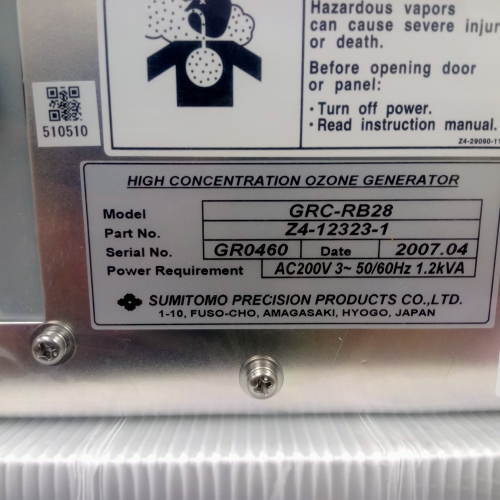 Hazardous vapors
can cause severe injur
or death.
Before opening door
or panel:
· Turn off power.
· Read instruction manual.
Z4-29090-11
510510
HIGH CONCENTRATION OZONE GENERATOR
Model GRC-RB28
Part No. Z4-12323-1
Serial No. GR0460 Date 2007.04
Power Requirement AC200V 3~ 50/60Hz 1.2kVA
SUMITOMO PRECISION PRODUCTS CO.,LTD.
1-10, FUSO-CHO, AMAGASAKI, HYOGO, JAPAN